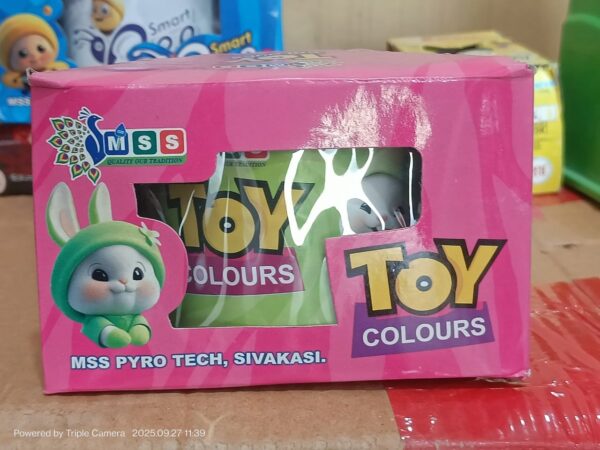 Smart
Smart
MSS
MSS
QUALITY OUR TRADITION
TRADITION
TOY
COLOURS
TOY
COLOURS
MSS PYRO TECH, SIVAKASI.
Powered by Triple Camera 2025.09.27 11:39